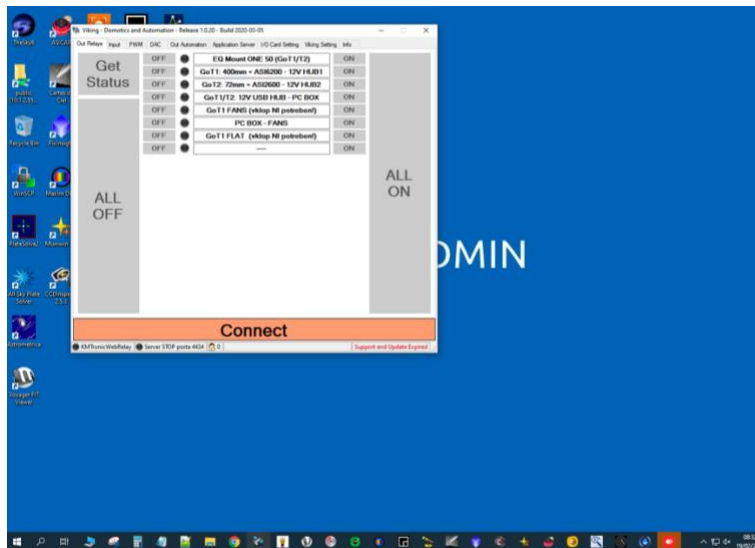 Viking - Domotics and Automation - Release 1.0.20 - Build 2020-03-05
Out Relays Input PWM DAC Out Automation Application Server I/O Card Setting Viking Setting Info
Get Status
ALL OFF
OFF EQ Mount ONE 50 (GoT1/T2) ON
OFF GoT1: 400mm + ASI6200 - 12V HUB1 ON
OFF GoT2: 72mm + ASI2600 - 12V HUB2 ON
OFF GoT1/T2: 12V USB HUB - PC BOX ON
OFF GoT1 FANS (vklop NI potreben!) ON
OFF PC BOX - FANS ON
OFF GoT1 FLAT (vklop NI potreben!) ON
OFF ---- ON
ALL ON
Connect
KMTronicWebRelay Server STOP porta 4434 0 Support and Update Expired
DMIN
TheSky6
public
Recycle Bin
WinSCP
PlateSolve2
All Sky Plate Solver
Astrometrica
Voyager FIT Viewer